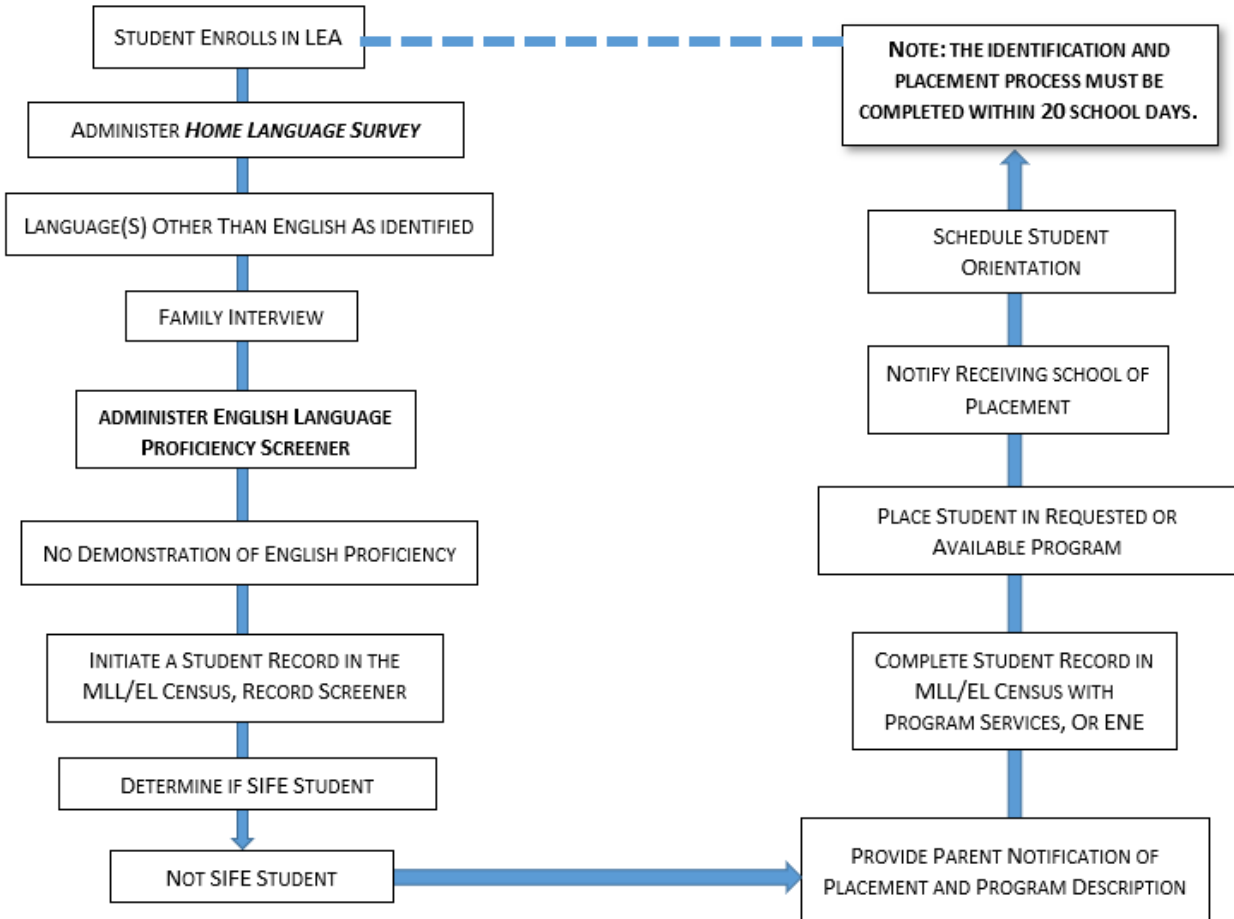 STUDENT ENROLLS IN LEA
ADMINISTER HOME LANGUAGE SURVEY
LANGUAGE(S) OTHER THAN ENGLISH AS IDENTIFIED
FAMILY INTERVIEW
ADMINISTER ENGLISH LANGUAGE
PROFICIENCY SCREENER
NO DEMONSTRATION OF ENGLISH PROFICIENCY
INITIATE A STUDENT RECORD IN THE
MLL/EL CENSUS, RECORD SCREENER
DETERMINE IF SIFE STUDENT
NOT SIFE STUDENT
PROVIDE PARENT NOTIFICATION OF
PLACEMENT AND PROGRAM DESCRIPTION
COMPLETE STUDENT RECORD IN
MLL/EL CENSUS WITH
PROGRAM SERVICES, OR ENE
PLACE STUDENT IN REQUESTED OR
AVAILABLE PROGRAM
NOTIFY RECEIVING SCHOOL OF
PLACEMENT
SCHEDULE STUDENT
ORIENTATION
NOTE: THE IDENTIFICATION AND
PLACEMENT PROCESS MUST BE
COMPLETED WITHIN 20 SCHOOL DAYS.